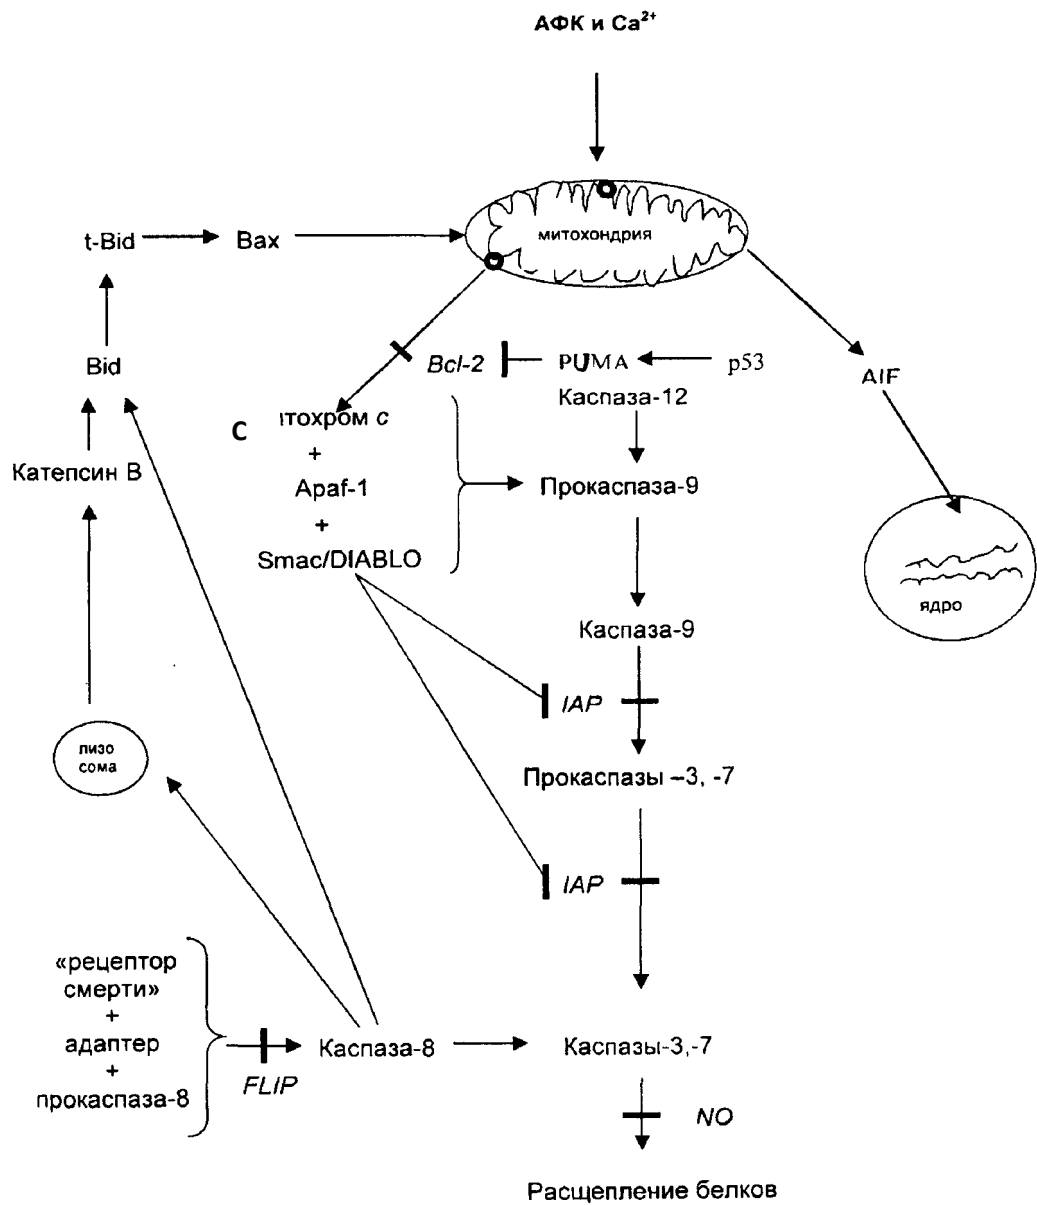 АФК и Ca²⁺
митохондрия
t-Bid
Bax
Bid
Bcl-2
PUMA
p53
AIF
Каспаза-12
С
итохром с
+
Apaf-1
+
Smac/DIABLO
Катепсин В
Прокаспаза-9
ядро
Каспаза-9
IAP
лизо
сома
Прокаспазы –3, -7
IAP
«рецептор
смерти»
+
адаптер
+
прокаспаза-8
FLIP
Каспаза-8
Каспазы-3,-7
NO
Расщепление белков